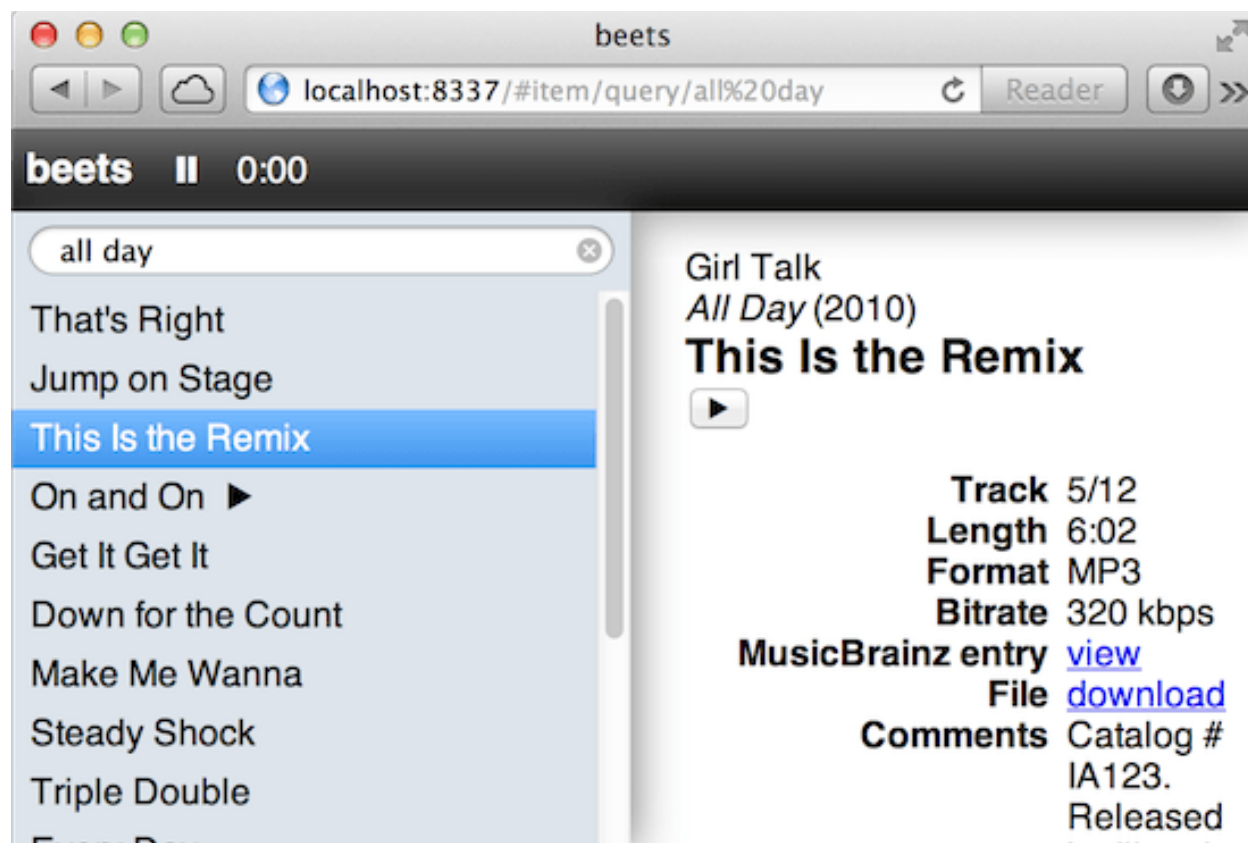 beets
localhost:8337/#item/query/all%20day
Reader
beets 0:00
all day
That's Right
Jump on Stage
This Is the Remix
On and On
Get It Get It
Down for the Count
Make Me Wanna
Steady Shock
Triple Double
Girl Talk
All Day (2010)
This Is the Remix
Track 5/12
Length 6:02
Format MP3
Bitrate 320 kbps
MusicBrainz entry view
File download
Comments Catalog #
IA123.
Released